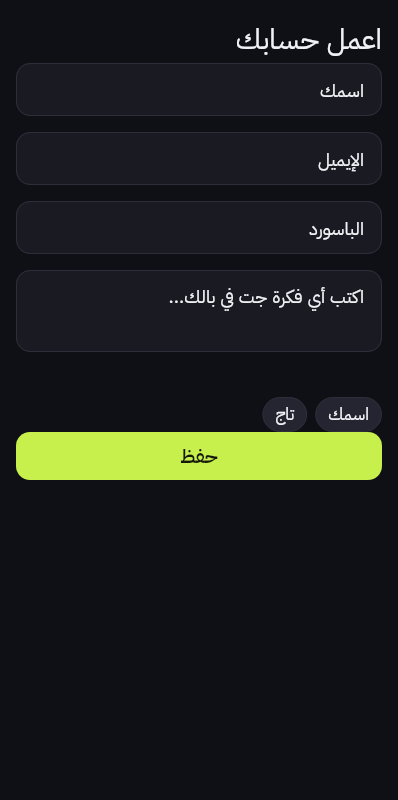 اعمل حسابك
اسمك
الإيميل
الباسورد
اكتب أي فكرة جت في بالك...
اسمك تاج
حفظ